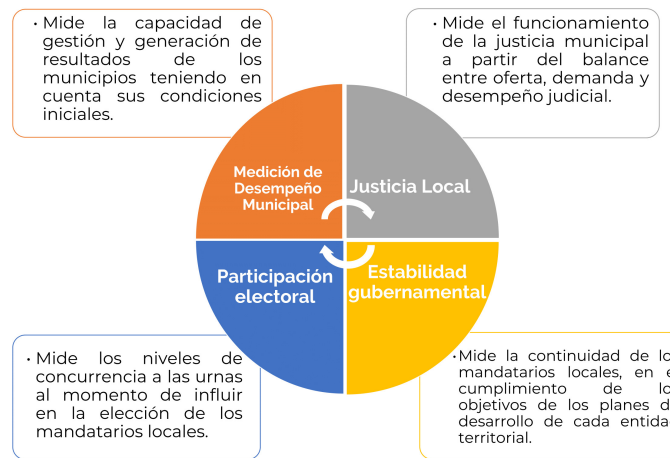 · Mide la capacidad de
gestión y generación de
resultados de los
municipios teniendo en
cuenta sus condiciones
iniciales.
· Mide el funcionamiento
de la justicia municipal
a partir del balance
entre oferta, demanda y
desempeño judicial.
Medición de
Desempeño
Municipal
Justicia Local
Participación
electoral
Estabilidad
gubernamental
· Mide los niveles de
concurrencia a las urnas
al momento de influir
en la elección de los
mandatarios locales.
· Mide la continuidad de
mandatarios locales, en
cumplimiento de
objetivos de los planes
desarrollo de cada
territorial.